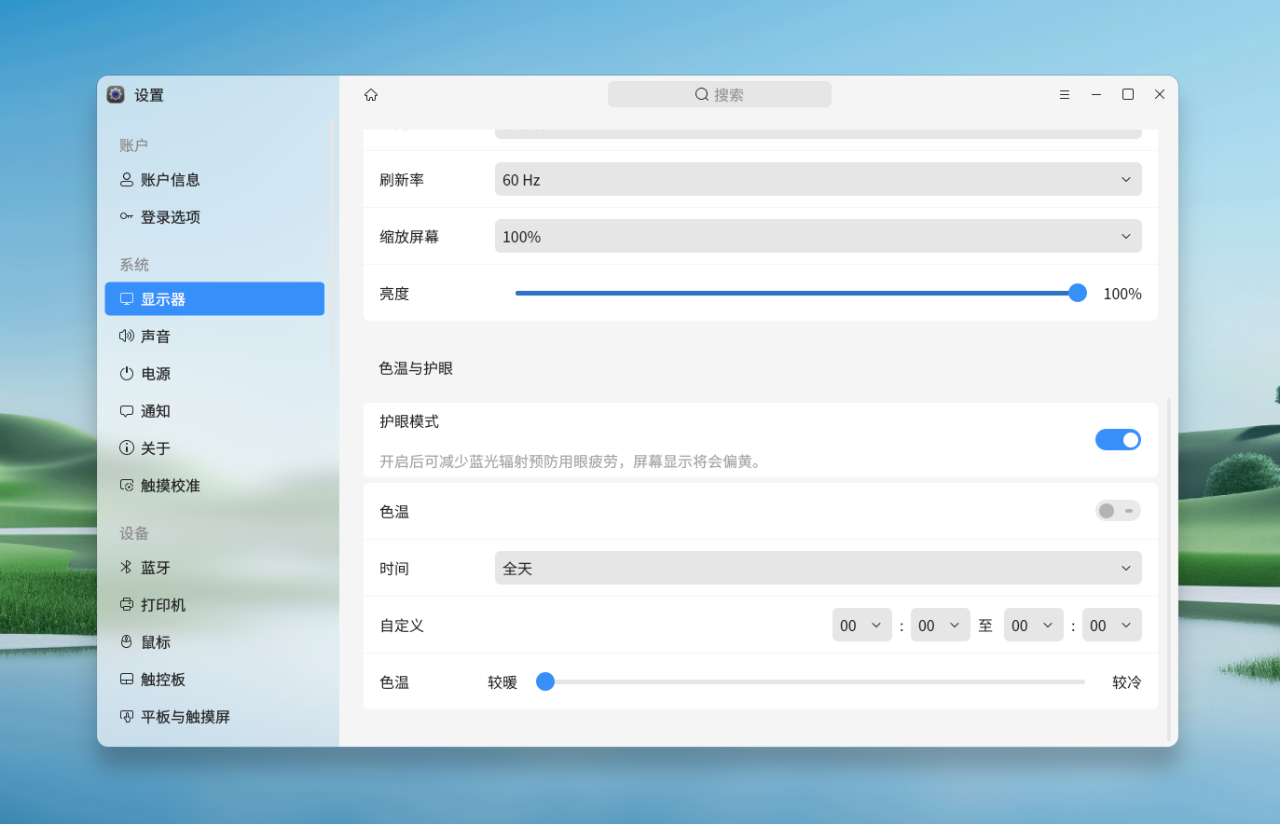 设置
搜索
账户
账户信息
登录选项
系统
显示器
声音
电源
通知
关于
触摸校准
设备
蓝牙
打印机
鼠标
触控板
平板与触摸屏
刷新率 60 Hz
缩放屏幕 100%
亮度 100%
色温与护眼
护眼模式
开启后可减少蓝光辐射预防用眼疲劳，屏幕显示将会偏黄。
色温
时间 全天
自定义 00 : 00 至 00 : 00
色温 较暖 较冷